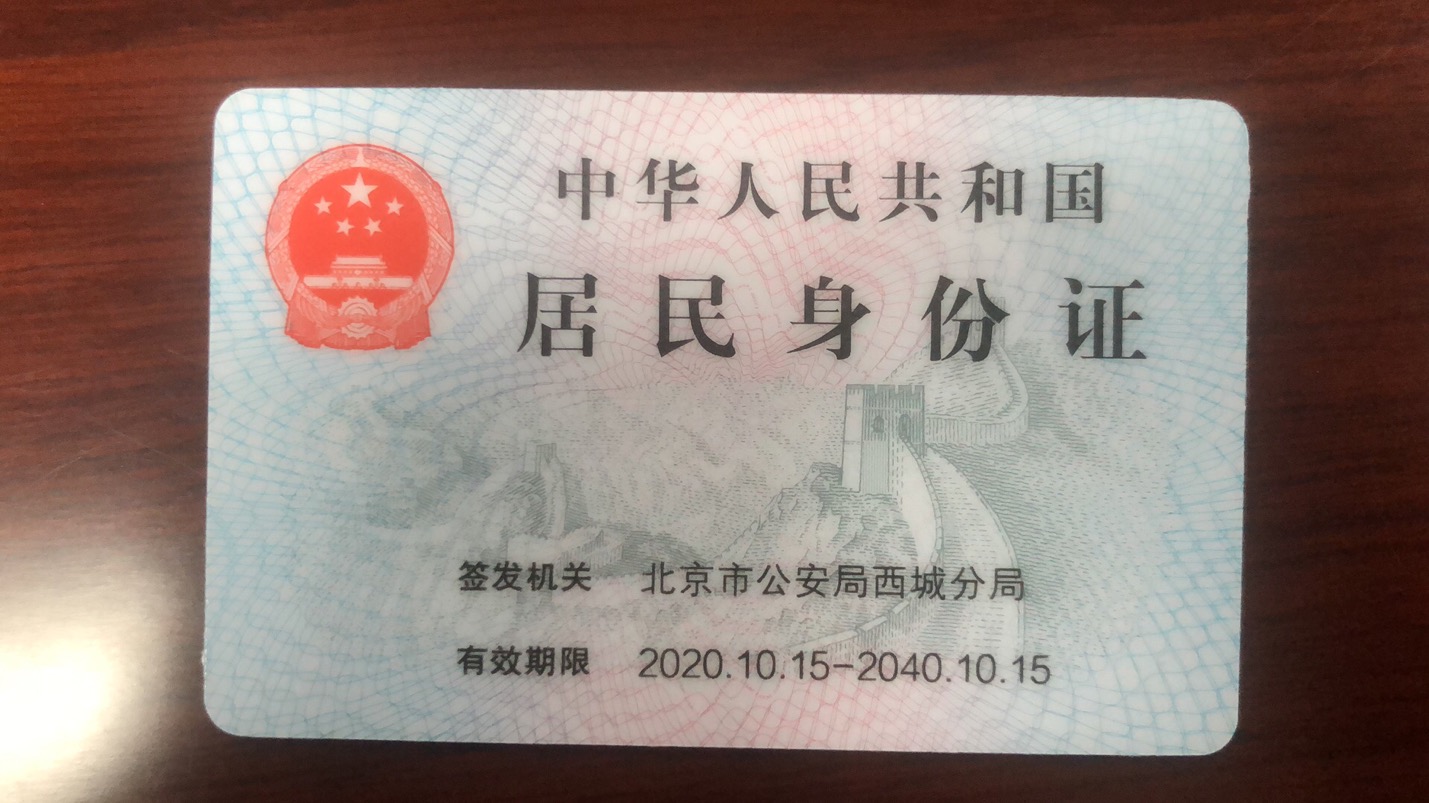 中华人民共和国
居民身份证
签发机关 北京市公安局西城分局
有效期限 2020.10.15-2040.10.15